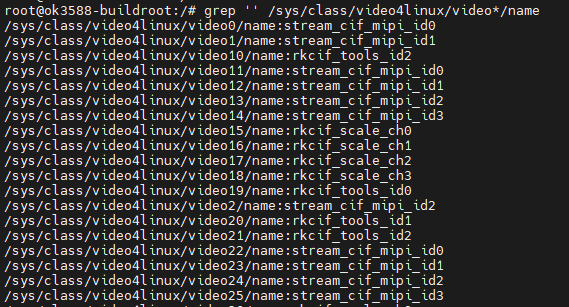 root@ok3588-buildroot:/# grep '' /sys/class/video4linux/video*/name
/sys/class/video4linux/video0/name:stream_cif_mipi_id0
/sys/class/video4linux/video1/name:stream_cif_mipi_id1
/sys/class/video4linux/video10/name:rkcif_tools_id2
/sys/class/video4linux/video11/name:stream_cif_mipi_id0
/sys/class/video4linux/video12/name:stream_cif_mipi_id1
/sys/class/video4linux/video13/name:stream_cif_mipi_id2
/sys/class/video4linux/video14/name:stream_cif_mipi_id3
/sys/class/video4linux/video15/name:rkcif_scale_ch0
/sys/class/video4linux/video16/name:rkcif_scale_ch1
/sys/class/video4linux/video17/name:rkcif_scale_ch2
/sys/class/video4linux/video18/name:rkcif_scale_ch3
/sys/class/video4linux/video19/name:rkcif_tools_id0
/sys/class/video4linux/video2/name:stream_cif_mipi_id2
/sys/class/video4linux/video20/name:rkcif_tools_id1
/sys/class/video4linux/video21/name:rkcif_tools_id2
/sys/class/video4linux/video22/name:stream_cif_mipi_id0
/sys/class/video4linux/video23/name:stream_cif_mipi_id1
/sys/class/video4linux/video24/name:stream_cif_mipi_id2
/sys/class/video4linux/video25/name:stream_cif_mipi_id3